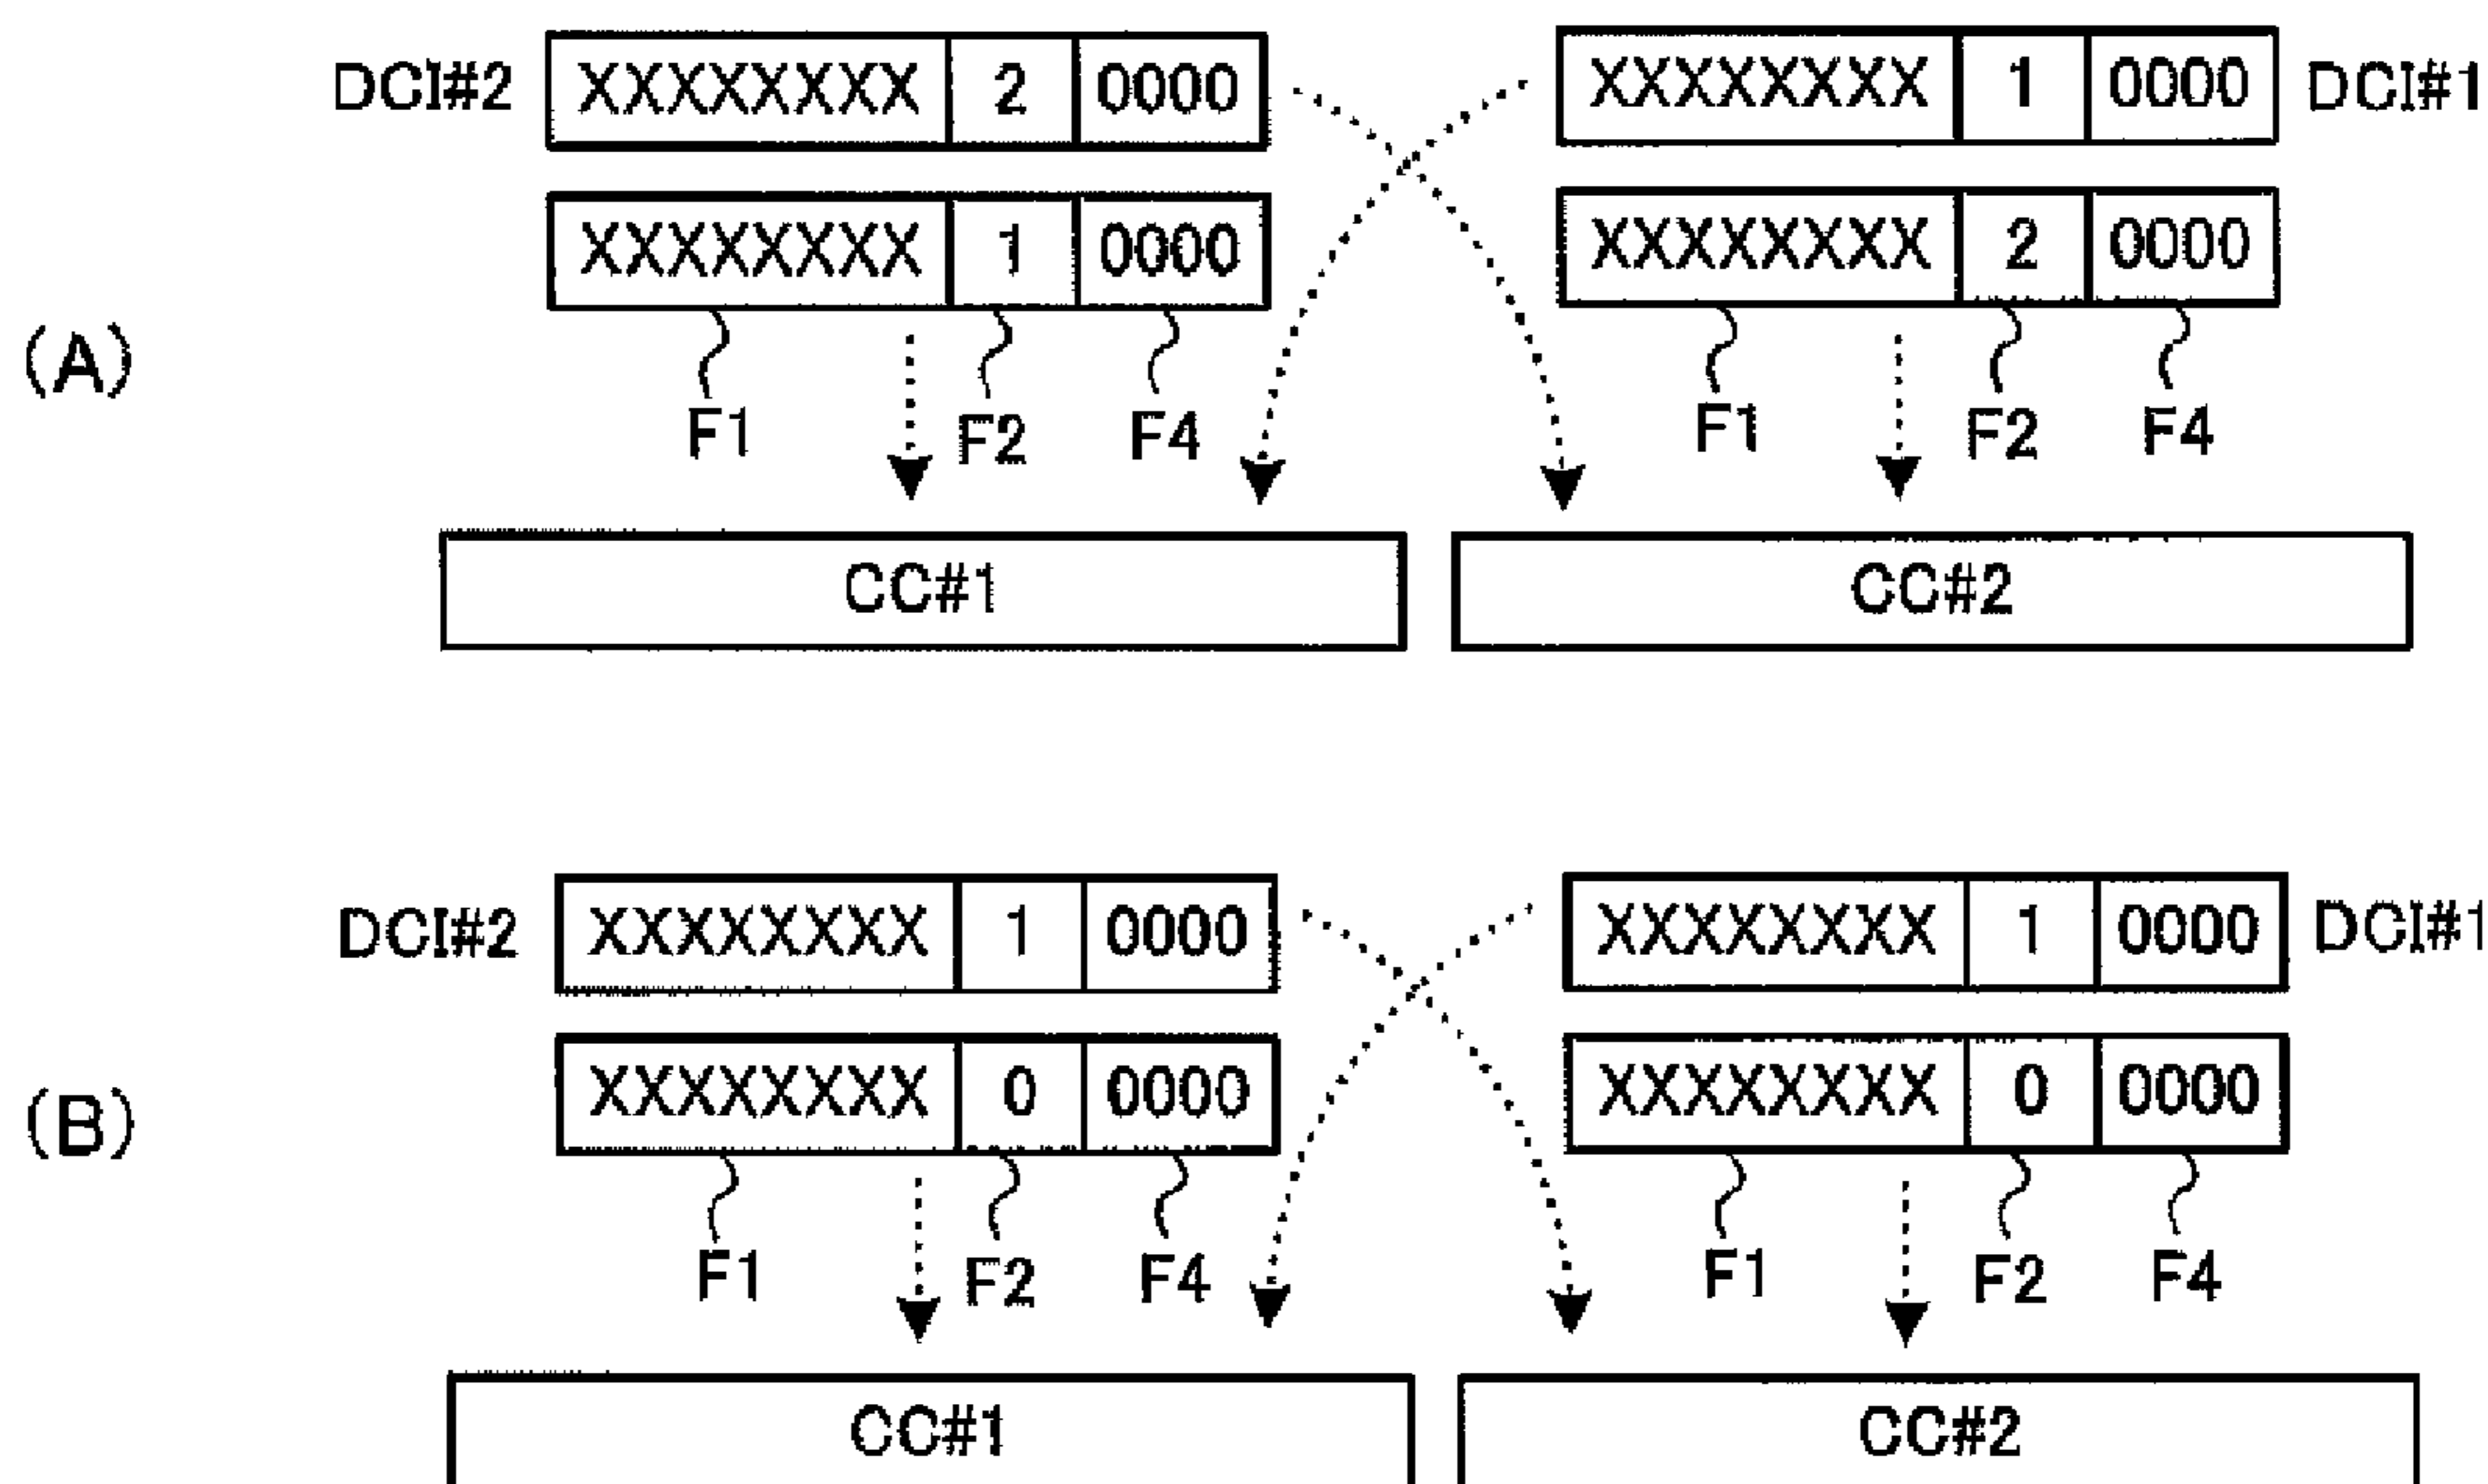 DCI#2 XXXXXXXX 2 0000 XXXXXXXX 1 0000 DCI#1
XXXXXXXX 1 0000 XXXXXXXX 2 0000
(A)
F1 F2 F4 F1 F2 F4
CC#1 CC#2
DCI#2 XXXXXXXX 1 0000 XXXXXXXX 1 0000 DCI#1
XXXXXXXX 0 0000 XXXXXXXX 0 0000
(B)
F1 F2 F4 F1 F2 F4
CC#1 CC#2